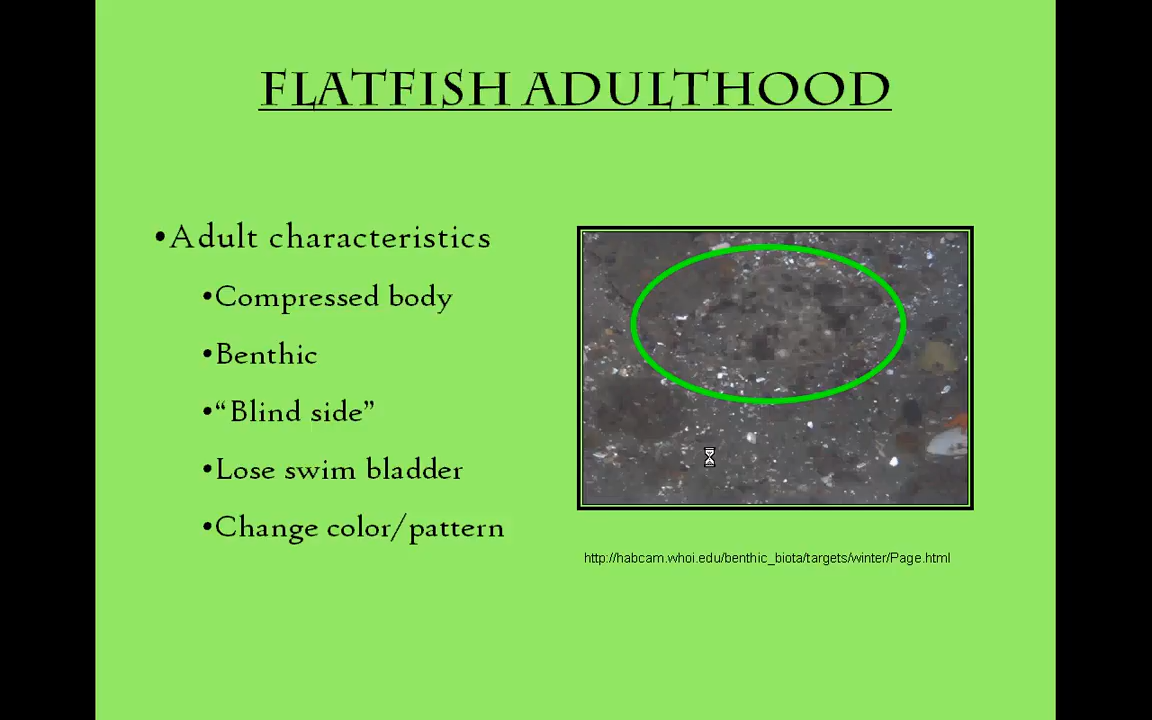 FLATFISH ADULTHOOD
•Adult characteristics
•Compressed body
•Benthic
•“Blind side”
•Lose swim bladder
•Change color/pattern
http://habcam.whoi.edu/benthic_biota/targets/winter/Page.html